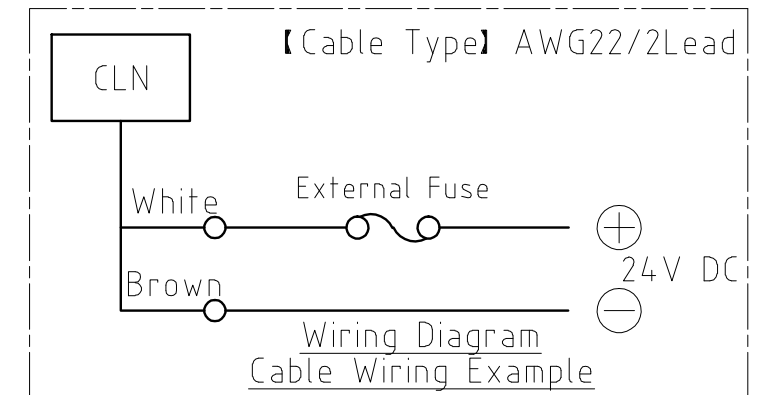 【Cable Type】 AWG22/2Lead
CLN
White
External Fuse
+
24V DC
Brown
−
Wiring Diagram
Cable Wiring Example